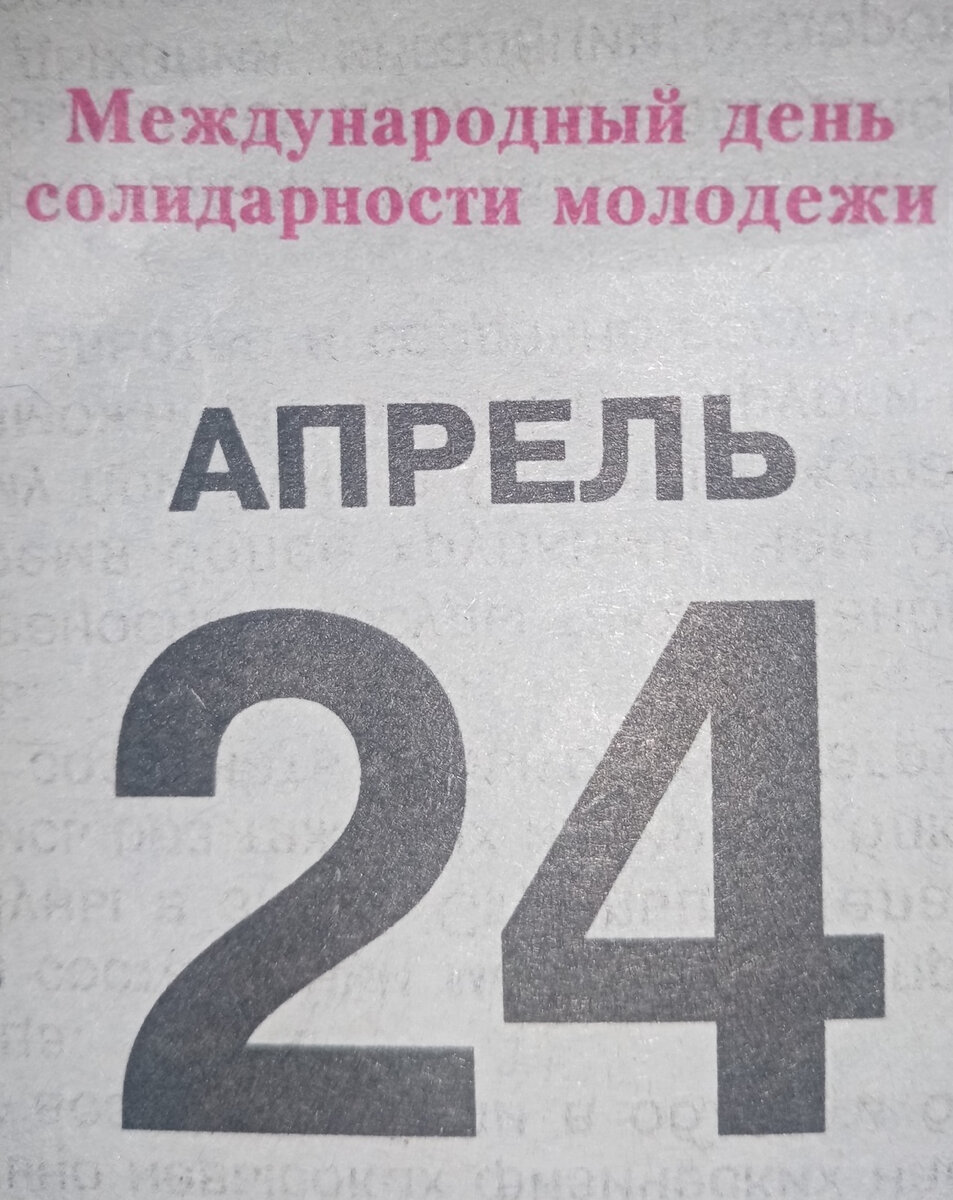 Международный день
солидарности молодежи
АПРЕЛЬ
24